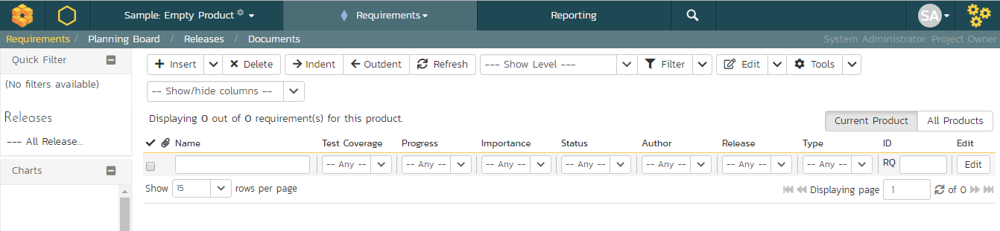 Sample: Empty Product Requirements Reporting SA
Requirements / Planning Board / Releases / Documents System Administrator: Project Owner
Quick Filter
(No filters available)
Releases
--- All Release...
Charts
Insert Delete Indent Outdent Refresh --- Show Level --- Filter Edit Tools
-- Show/hide columns --
Displaying 0 out of 0 requirement(s) for this product.
Current Product All Products
Name Test Coverage Progress Importance Status Author Release Type ID Edit
-- Any -- -- Any -- -- Any -- -- Any -- -- Any -- -- Any -- -- Any -- RQ Edit
Show 15 rows per page Displaying page 1 of 0